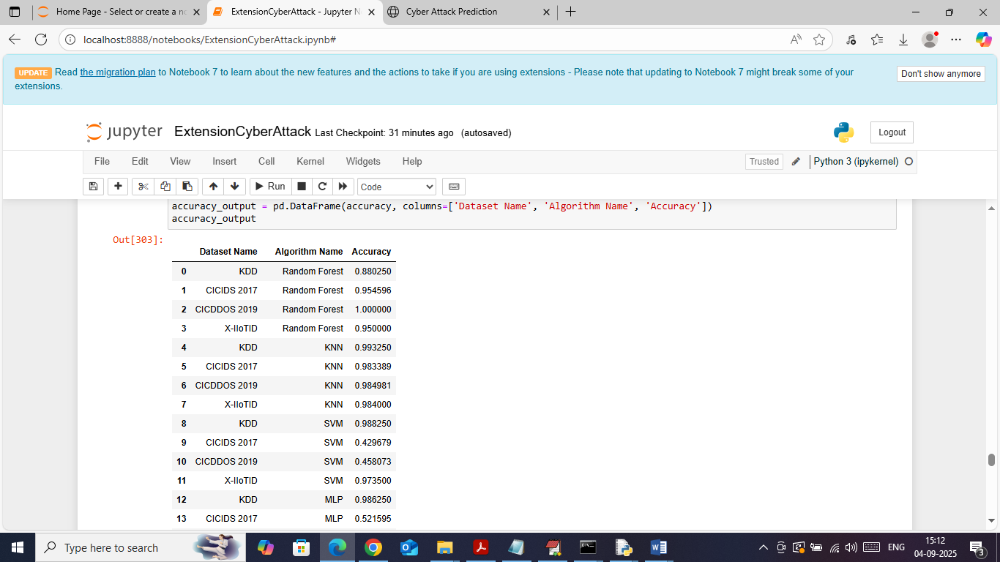 Home Page - Select or create a n
ExtensionCyberAttack - Jupyter N
Cyber Attack Prediction
localhost:8888/notebooks/ExtensionCyberAttack.ipynb#
UPDATE Read the migration plan to Notebook 7 to learn about the new features and the actions to take if you are using extensions - Please note that updating to Notebook 7 might break some of your
extensions.
Don't show anymore
jupyter ExtensionCyberAttack Last Checkpoint: 31 minutes ago (autosaved)
Logout
File Edit View Insert Cell Kernel Widgets Help
Trusted Python 3 (ipykernel)
Run Code
accuracy_output = pd.DataFrame(accuracy, columns=['Dataset Name', 'Algorithm Name', 'Accuracy'])
accuracy_output
Out[303]:
Dataset Name Algorithm Name Accuracy
0 KDD Random Forest 0.880250
1 CICIDS 2017 Random Forest 0.954596
2 CICDDOS 2019 Random Forest 1.000000
3 X-IIoTID Random Forest 0.950000
4 KDD KNN 0.993250
5 CICIDS 2017 KNN 0.983389
6 CICDDOS 2019 KNN 0.984981
7 X-IIoTID KNN 0.984000
8 KDD SVM 0.988250
9 CICIDS 2017 SVM 0.429679
10 CICDDOS 2019 SVM 0.458073
11 X-IIoTID SVM 0.973500
12 KDD MLP 0.986250
13 CICIDS 2017 MLP 0.521595
Type here to search
ENG
15:12
04-09-2025
3